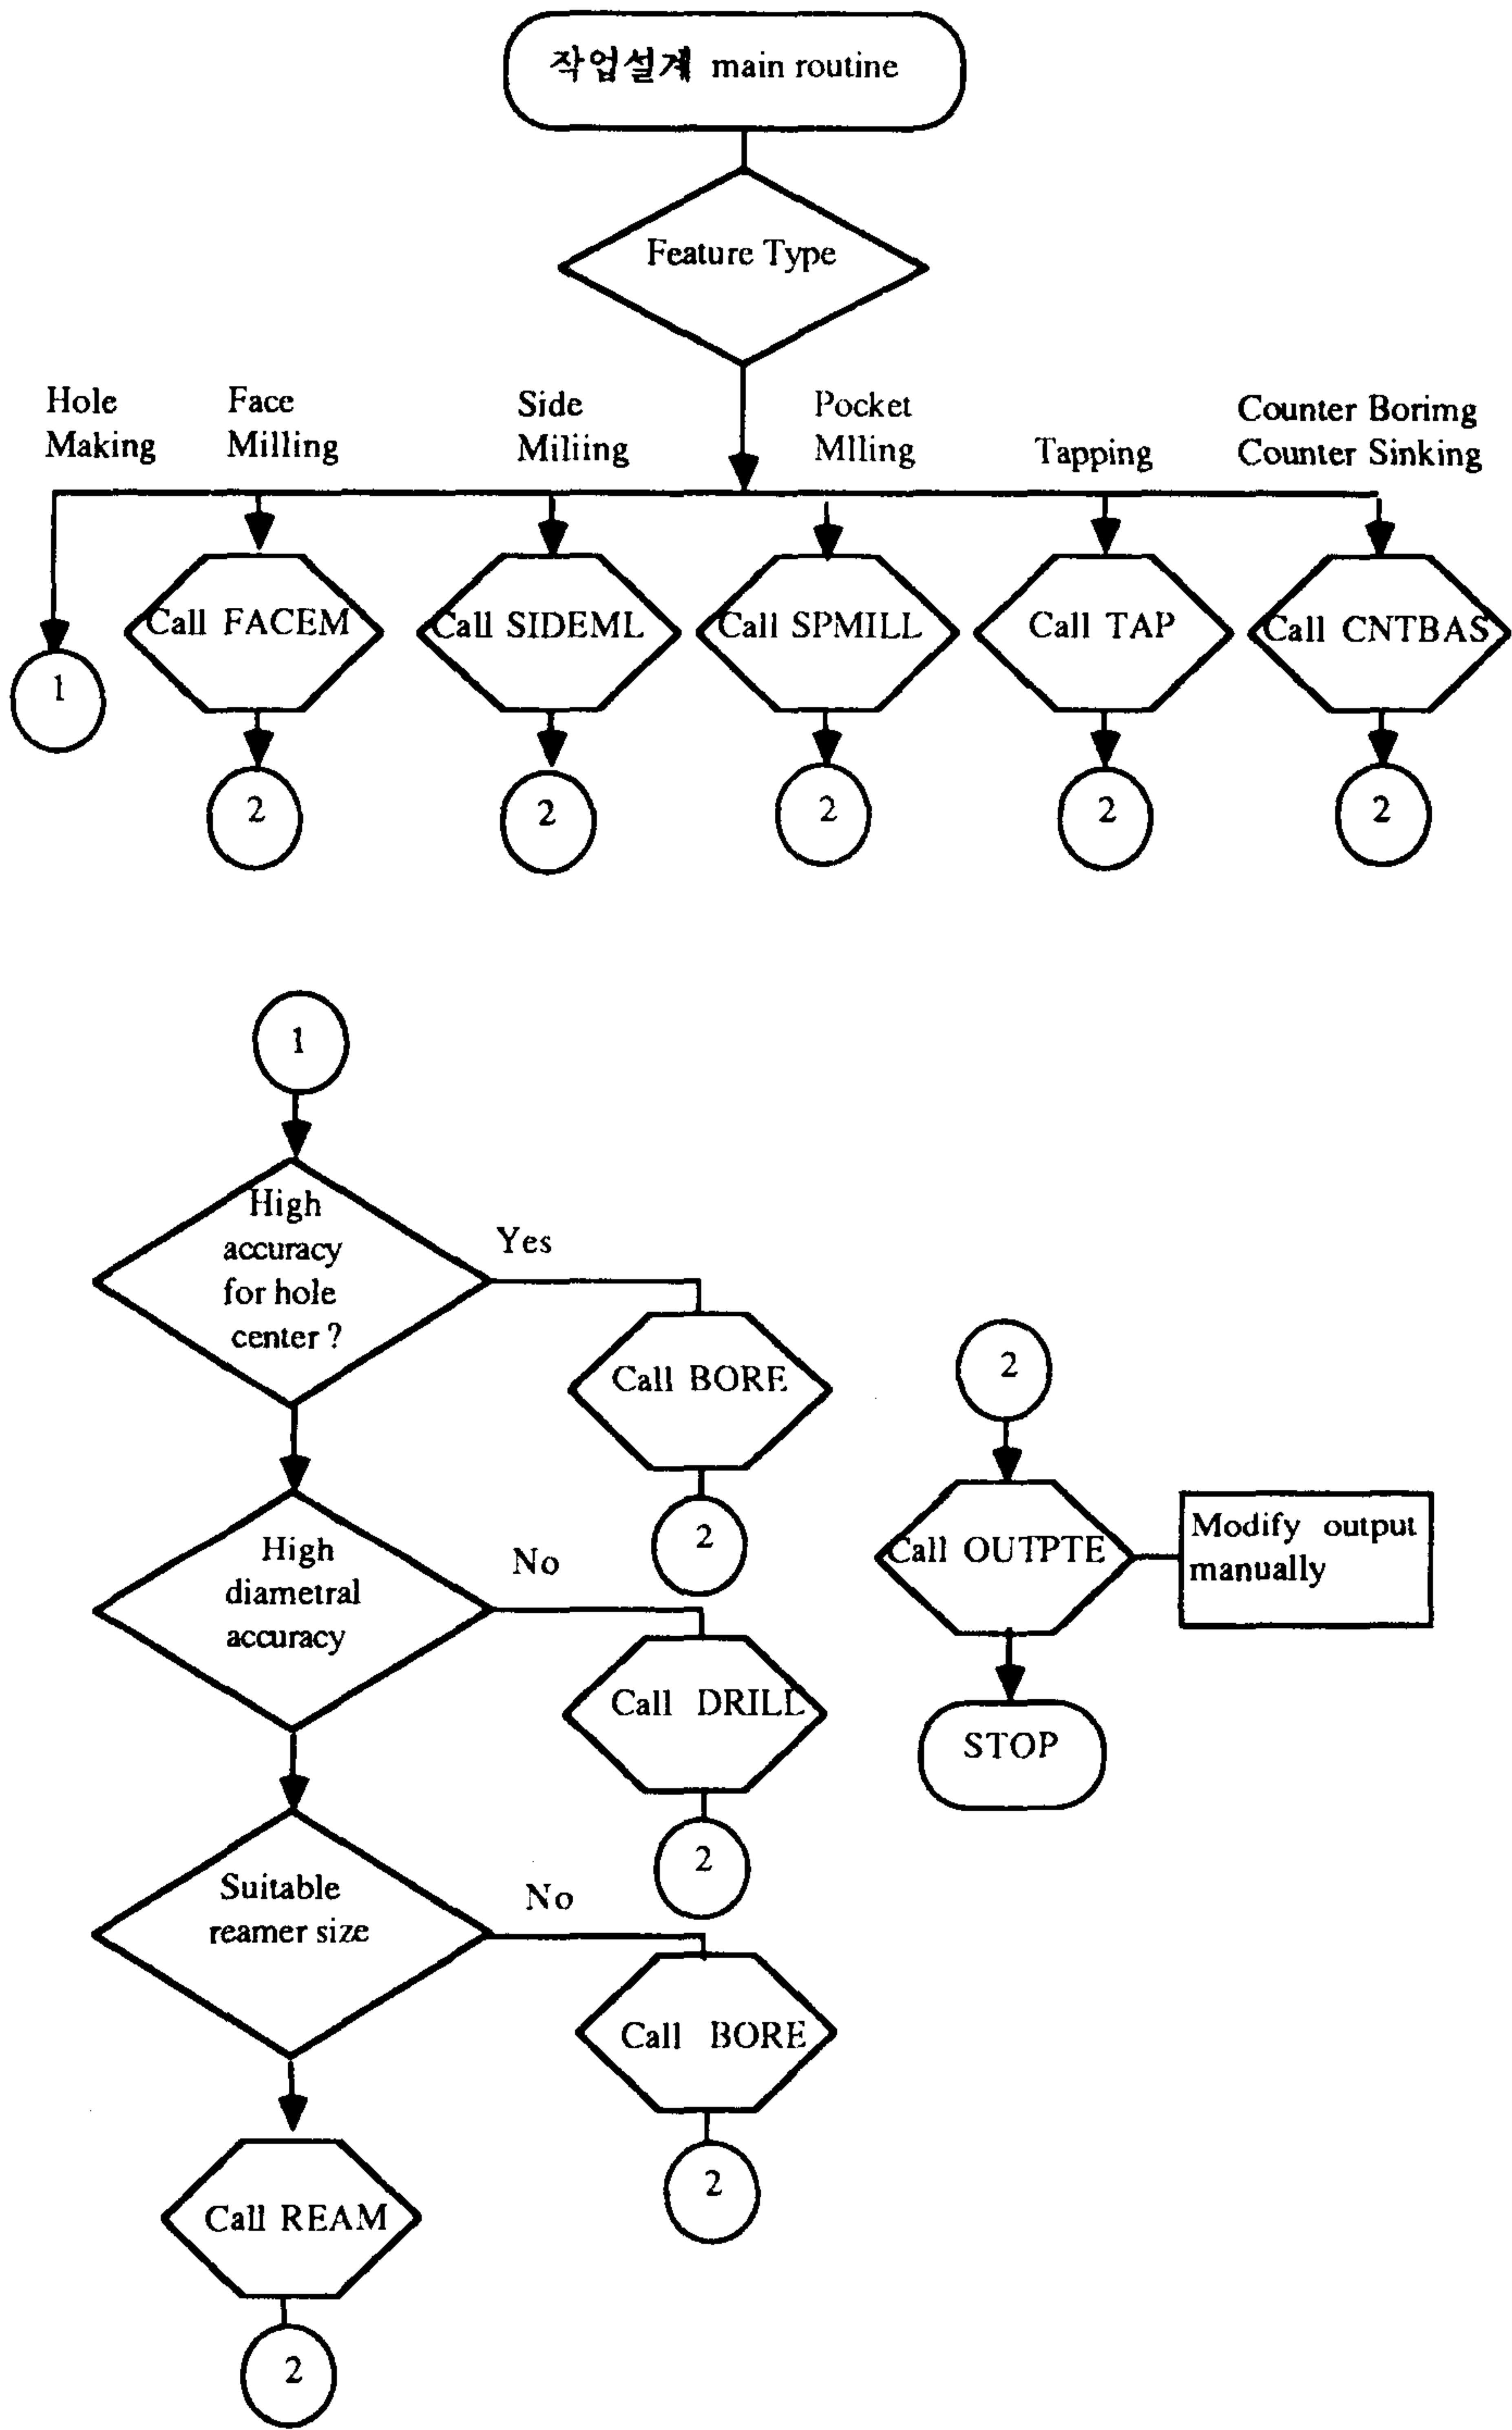 작업설계 main routine
Feature Type
Hole
Making
Face
Milling
Side
Miliing
Pocket
Mlling
Tapping
Counter Borimg
Counter Sinking
Call FACEM
Call SIDEML
Call SPMILL
Call TAP
Call CNTBAS
1
2
2
2
2
2
1
High
accuracy
for hole
center ?
Yes
Call BORE
2
High
diametral
accuracy
No
Call DRILL
2
Suitable
reamer size
No
Call BORE
2
Call REAM
2
2
Call OUTPTE
Modify output
manually
STOP